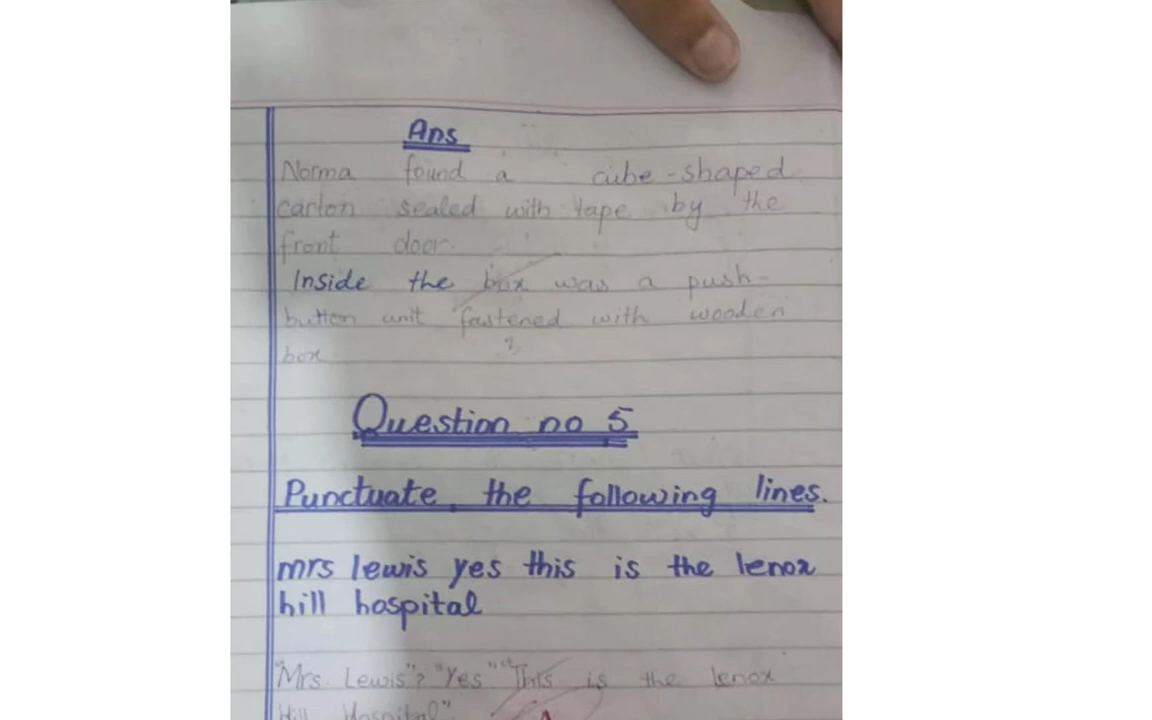 Ans
Norma found a cube-shaped
carton sealed with tape by the
front door.
Inside the box was a push-
button unit fastened with wooden
box
?
Question no 5
Punctuate the following lines.
mrs lewis yes this is the lenox
hill hospital
"Mrs. Lewis"? "Yes" "This is the lenox
Hill Hospital"